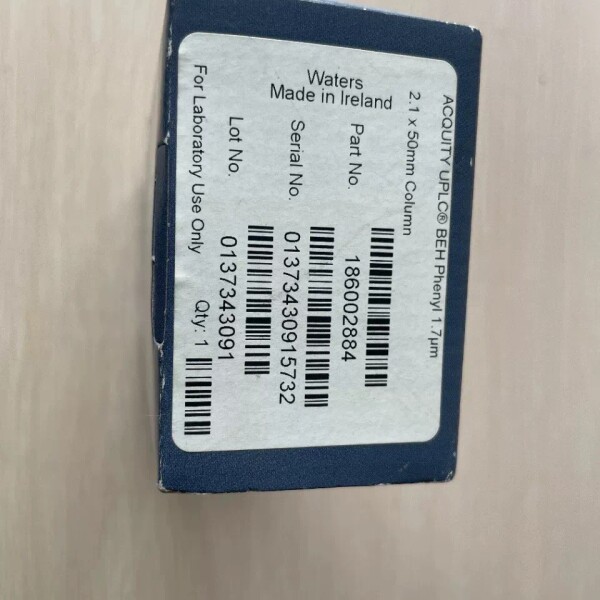 ACQUITY UPLC® BEH Phenyl 1.7µm
2.1 x 50mm Column
Waters
Made in Ireland
Part No. 186002884
Serial No. 01373430915732
Lot No. 0137343091
For Laboratory Use Only Qty: 1